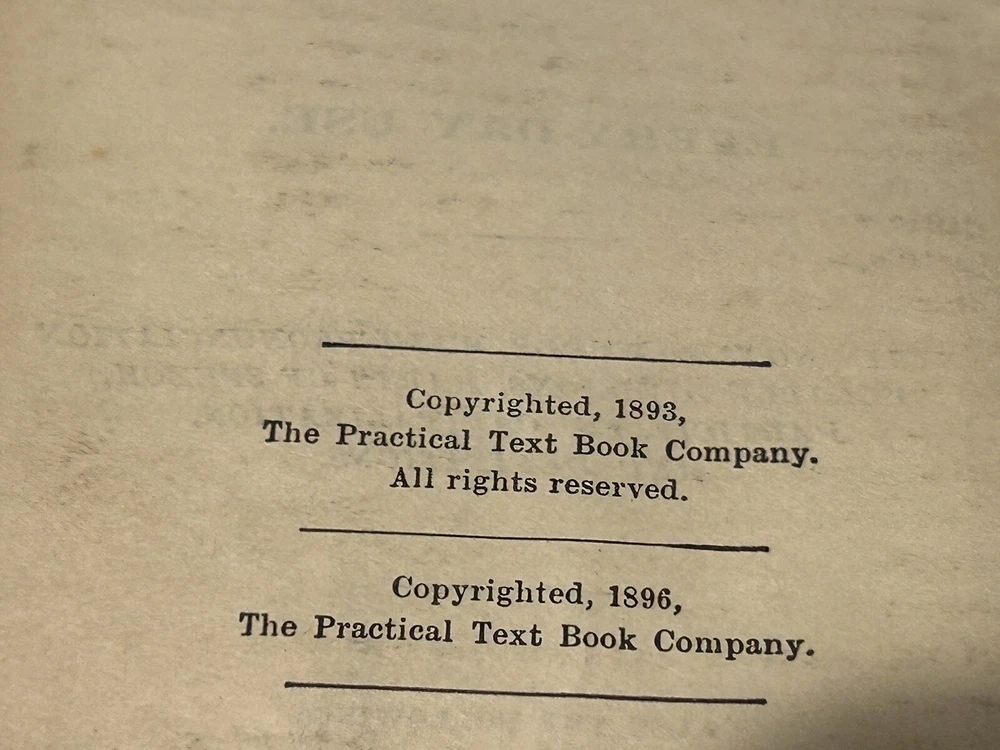 Copyrighted, 1893,
The Practical Text Book Company.
All rights reserved.
Copyrighted, 1896,
The Practical Text Book Company.